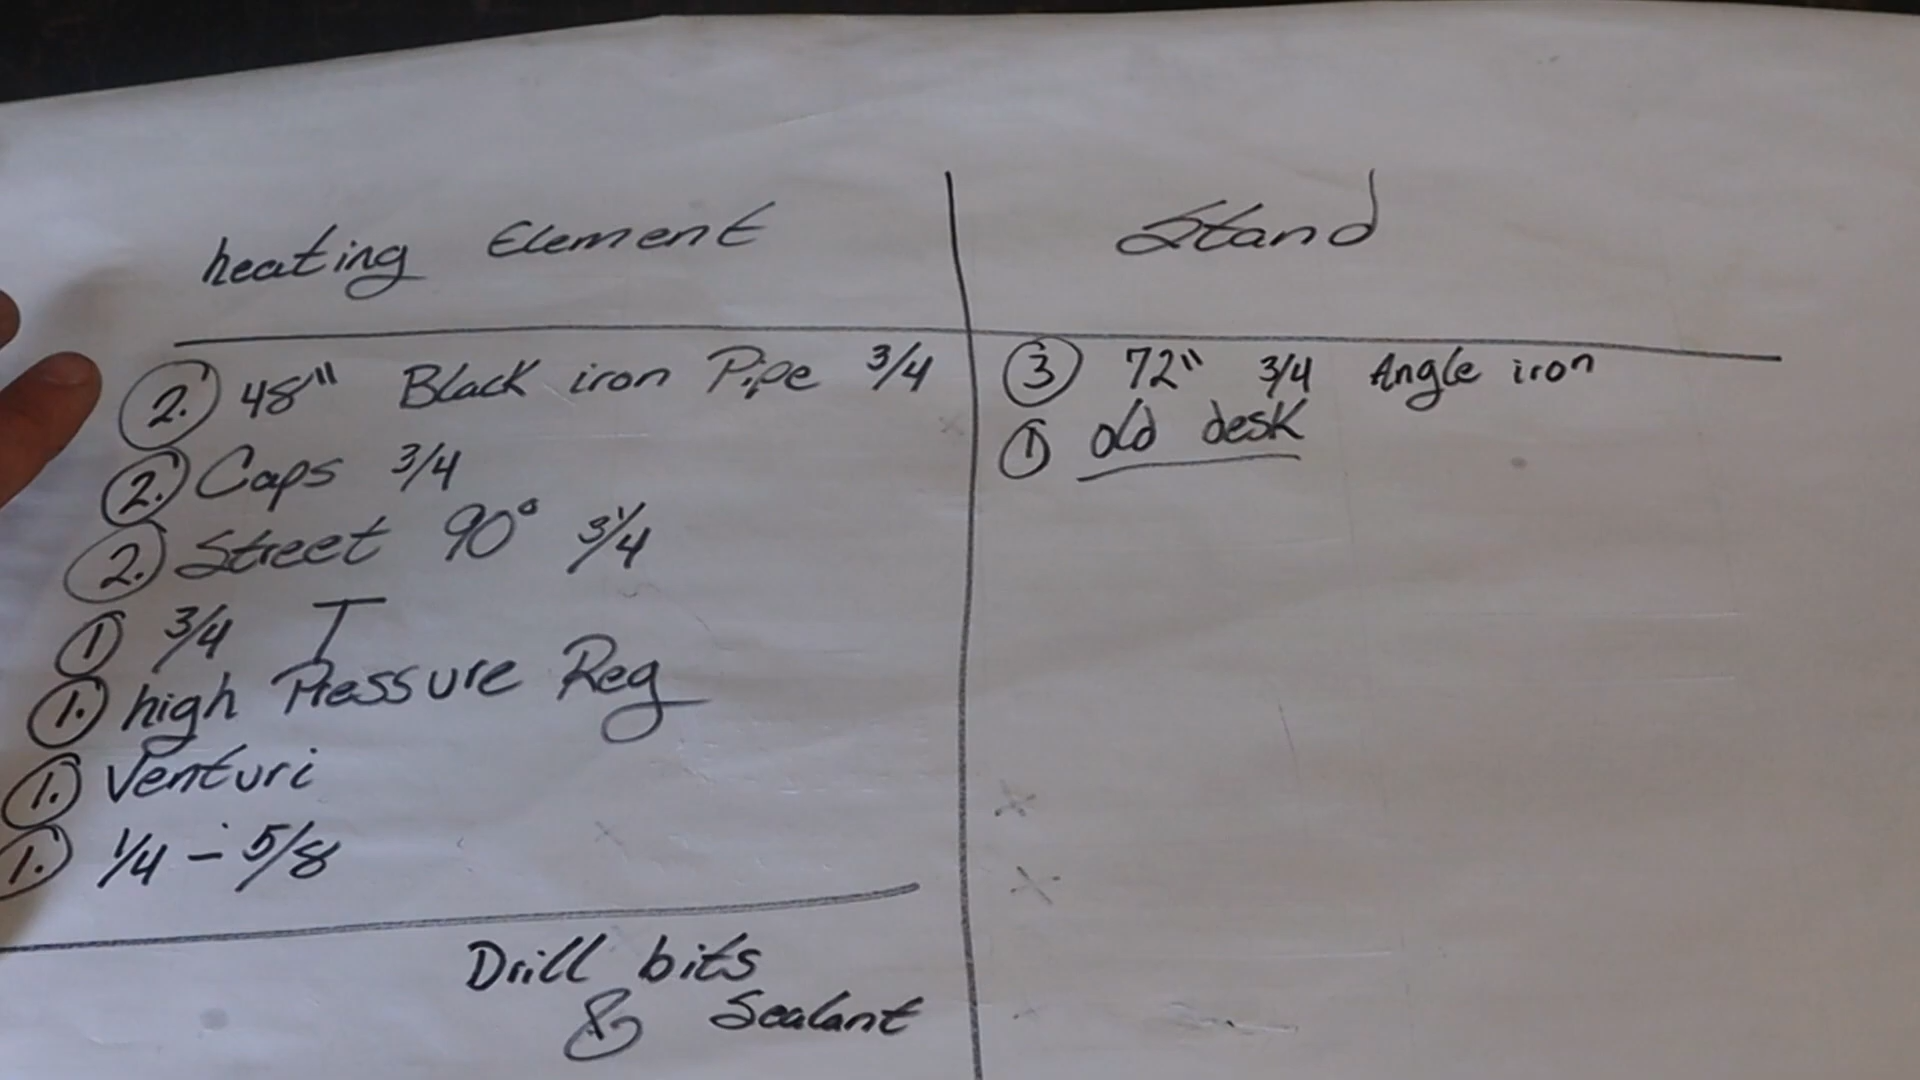 heating Element
2. 48" Black iron Pipe 3/4
2. Caps 3/4
2. Street 90° 3/4
1 3/4 T
1. high Pressure Reg
1. Venturi
1. 1/4 - 5/8
Drill bits
& Sealant
Stand
3 72" 3/4 Angle iron
1 old desk